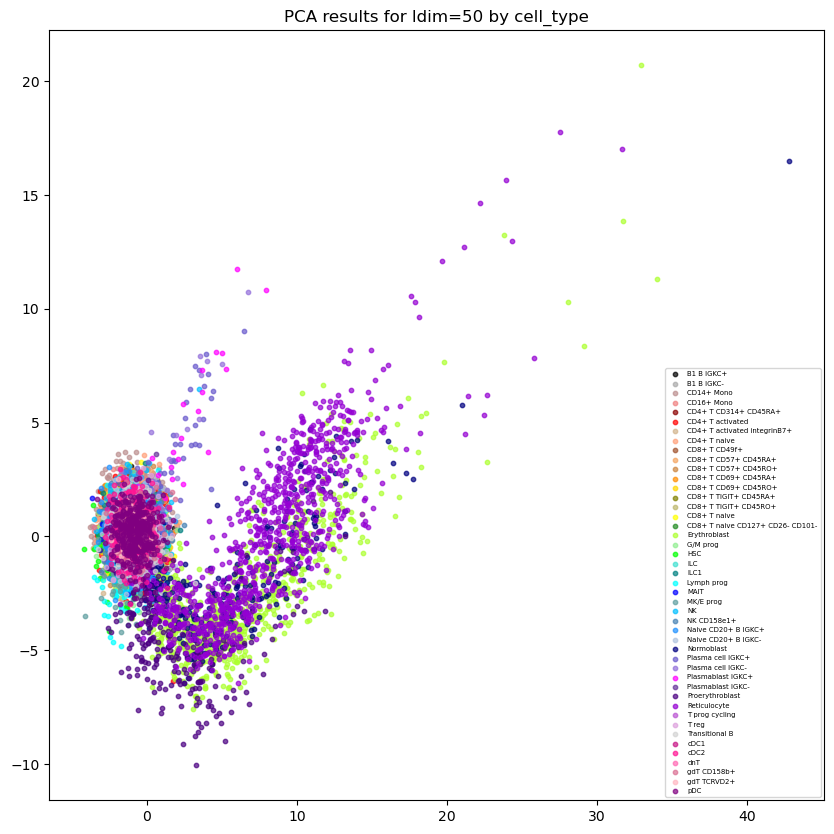 PCA results for ldim=50 by cell_type
20
15
10
5
0
−5
−10
0
10
20
30
40
B1 B IGKC+
B1 B IGKC-
CD14+ Mono
CD16+ Mono
CD4+ T CD314+ CD45RA+
CD4+ T activated
CD4+ T activated integrinB7+
CD4+ T naive
CD8+ T CD49f+
CD8+ T CD57+ CD45RA+
CD8+ T CD57+ CD45RO+
CD8+ T CD69+ CD45RA+
CD8+ T CD69+ CD45RO+
CD8+ T TIGIT+ CD45RA+
CD8+ T TIGIT+ CD45RO+
CD8+ T naive
CD8+ T naive CD127+ CD26- CD101-
Erythroblast
G/M prog
HSC
ILC
ILC1
Lymph prog
MAIT
MK/E prog
NK
NK CD158e1+
Naive CD20+ B IGKC+
Naive CD20+ B IGKC-
Normoblast
Plasma cell IGKC+
Plasma cell IGKC-
Plasmablast IGKC+
Plasmablast IGKC-
Proerythroblast
Reticulocyte
T prog cycling
T reg
Transitional B
cDC1
cDC2
dnT
gdT CD158b+
gdT TCRVD2+
pDC